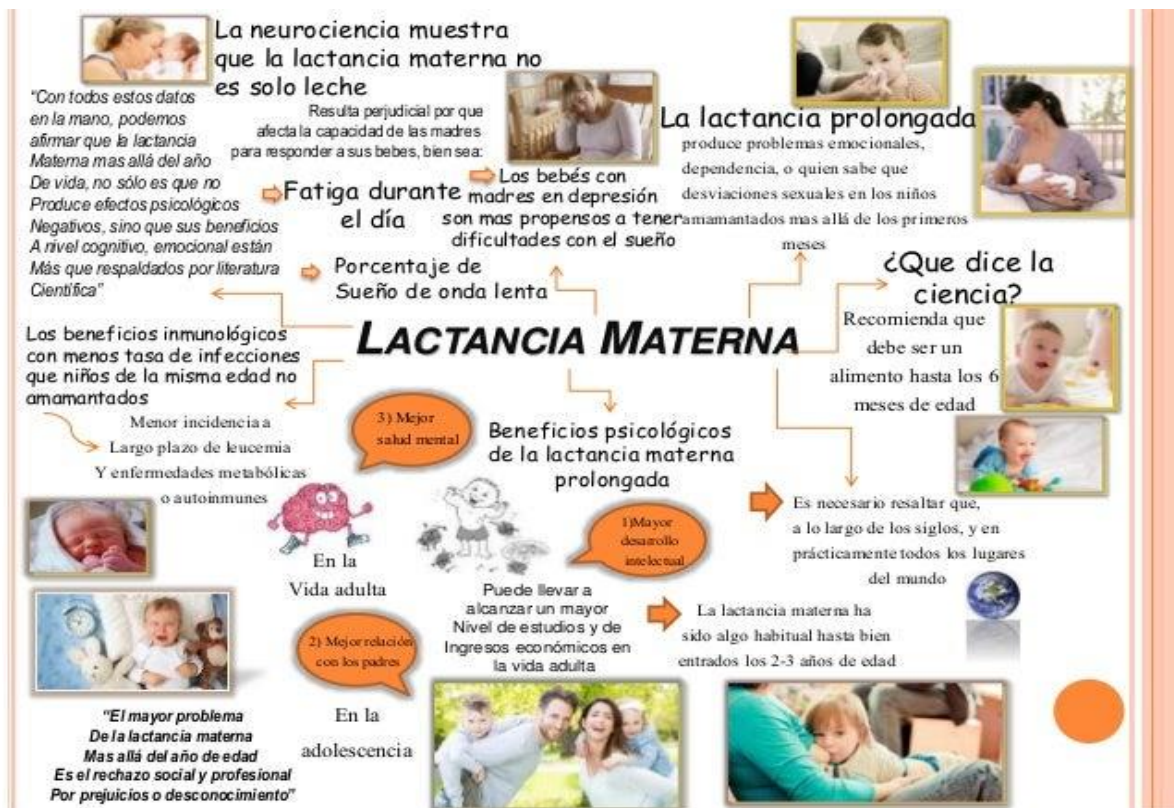 La neurociencia muestra
que la lactancia materna no
es solo leche
"Con todos estos datos
en la mano, podemos
afirmar que la lactancia
Materna mas allá del año
De vida, no sólo es que no
Produce efectos psicológicos
Negativos, sino que sus beneficios
A nivel cognitivo, emocional están
Más que respaldados por literatura
Científica"
Resulta perjudicial por que
afecta la capacidad de las madres
para responder a sus bebes, bien sea:
Fatiga durante
el día
Los bebés con
madres en depresión
son mas propensos a tener
dificultades con el sueño
Porcentaje de
Sueño de onda lenta
La lactancia prolongada
produce problemas emocionales,
dependencia, o quien sabe que
desviaciones sexuales en los niños
amamantados mas allá de los primeros
meses
¿Que dice la
ciencia?
Recomienda que
debe ser un
alimento hasta los 6
meses de edad
LACTANCIA MATERNA
Los beneficios inmunológicos
con menos tasa de infecciones
que niños de la misma edad no
amamantados
Menor incidencia a
Largo plazo de leucemia
Y enfermedades metabólicas
o autoinmunes
3) Mejor
salud mental
En la
Vida adulta
Beneficios psicológicos
de la lactancia materna
prolongada
1)Mayor
desarrollo
intelectual
Puede llevar a
alcanzar un mayor
Nivel de estudios y de
Ingresos económicos en
la vida adulta
Es necesario resaltar que,
a lo largo de los siglos, y en
prácticamente todos los lugares
del mundo
La lactancia materna ha
sido algo habitual hasta bien
entrados los 2-3 años de edad
2) Mejor relación
con los padres
En la
adolescencia
"El mayor problema
De la lactancia materna
Mas allá del año de edad
Es el rechazo social y profesional
Por prejuicios o desconocimiento"